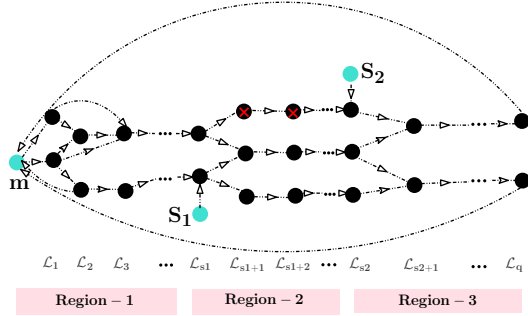 S₂
m
S₁
ℒ₁ ℒ₂ ℒ₃ ... ℒₛ₁ ℒₛ₁₊₁ ℒₛ₁₊₂ ... ℒₛ₂ ℒₛ₂₊₁ ... ℒ_q
Region − 1 Region − 2 Region − 3